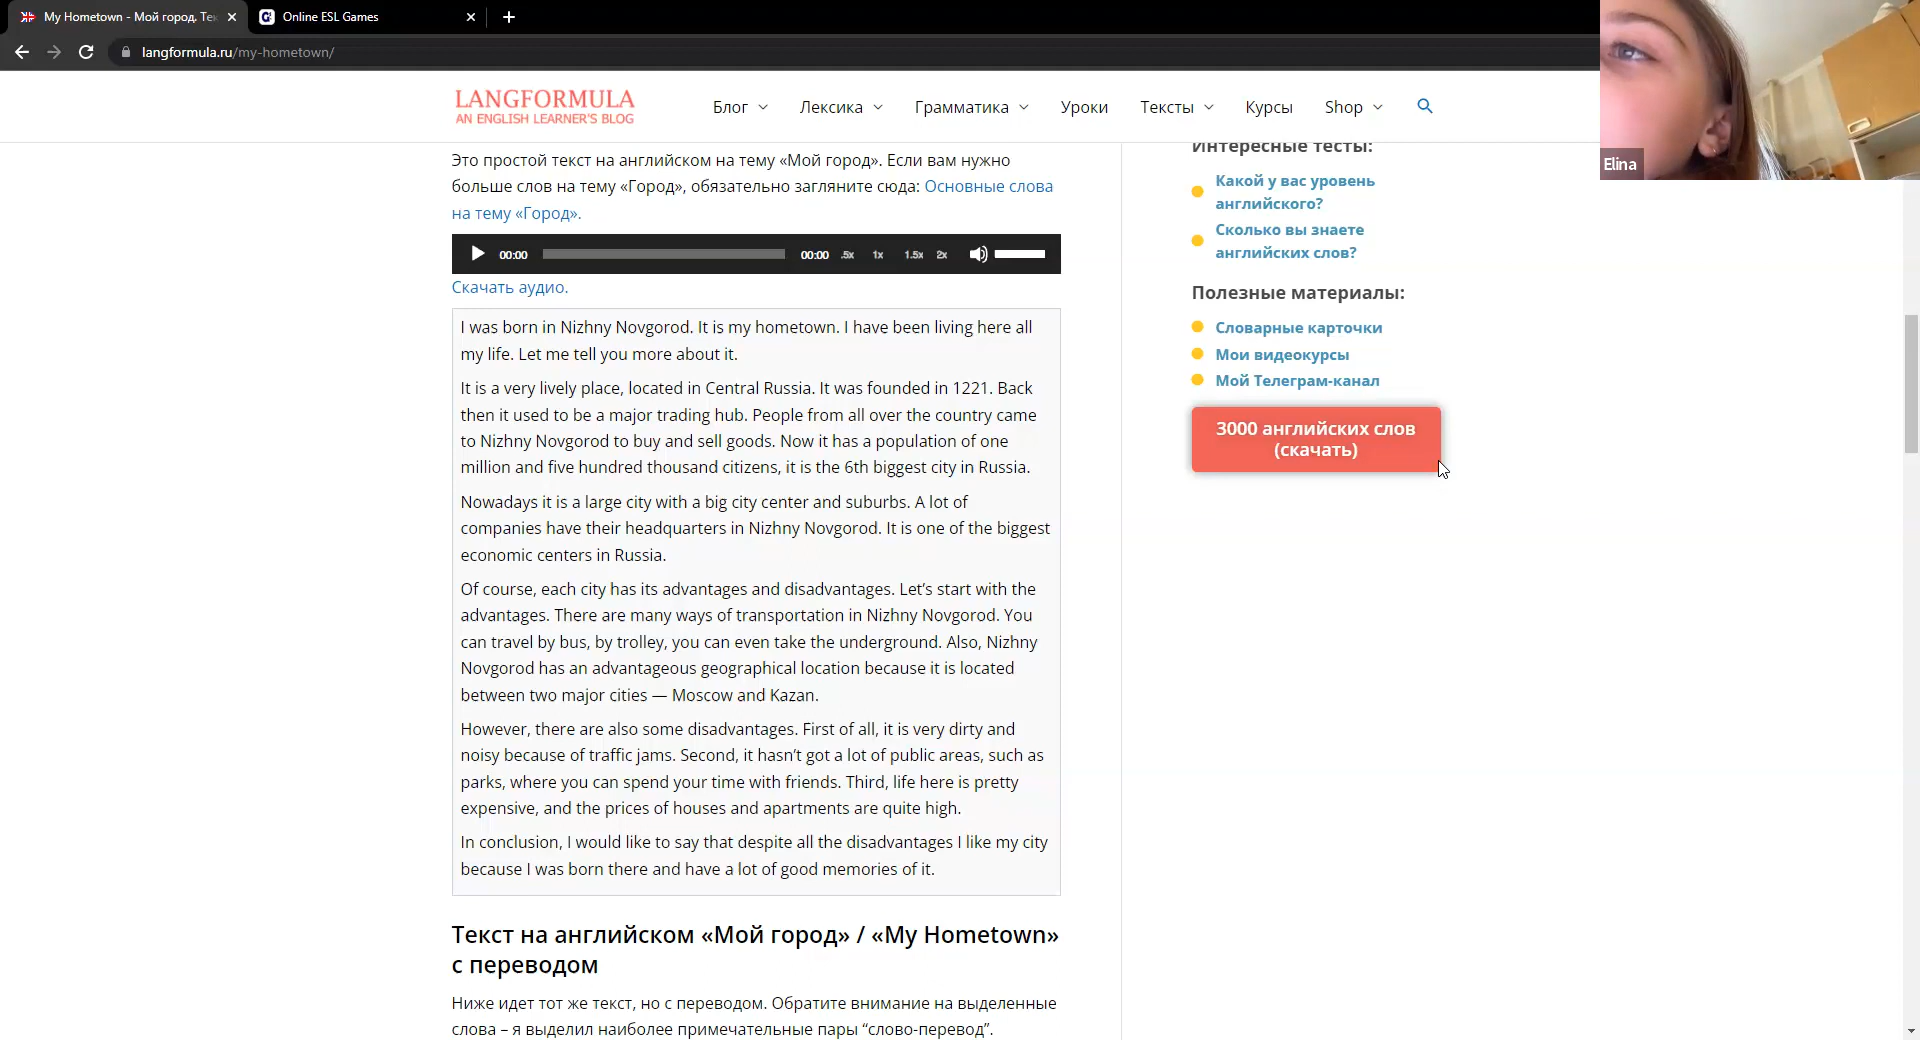 My Hometown - Мой город, Тек
Online ESL Games
langformula.ru/my-hometown/
LANGFORMULA
AN ENGLISH LEARNER'S BLOG
Блог
Лексика
Грамматика
Уроки
Тексты
Курсы
Shop
Elina
Это простой текст на английском на тему «Мой город». Если вам нужно
больше слов на тему «Город», обязательно загляните сюда: Основные слова
на тему «Город».
00:00
00:00
.5x
1x
1.5x
2x
Скачать аудио.
I was born in Nizhny Novgorod. It is my hometown. I have been living here all
my life. Let me tell you more about it.
It is a very lively place, located in Central Russia. It was founded in 1221. Back
then it used to be a major trading hub. People from all over the country came
to Nizhny Novgorod to buy and sell goods. Now it has a population of one
million and five hundred thousand citizens, it is the 6th biggest city in Russia.
Nowadays it is a large city with a big city center and suburbs. A lot of
companies have their headquarters in Nizhny Novgorod. It is one of the biggest
economic centers in Russia.
Of course, each city has its advantages and disadvantages. Let’s start with the
advantages. There are many ways of transportation in Nizhny Novgorod. You
can travel by bus, by trolley, you can even take the underground. Also, Nizhny
Novgorod has an advantageous geographical location because it is located
between two major cities — Moscow and Kazan.
However, there are also some disadvantages. First of all, it is very dirty and
noisy because of traffic jams. Second, it hasn’t got a lot of public areas, such as
parks, where you can spend your time with friends. Third, life here is pretty
expensive, and the prices of houses and apartments are quite high.
In conclusion, I would like to say that despite all the disadvantages I like my city
because I was born there and have a lot of good memories of it.
Текст на английском «Мой город» / «My Hometown»
с переводом
Ниже идет тот же текст, но с переводом. Обратите внимание на выделенные
слова – я выделил наиболее примечательные пары “слово-перевод”.
Интересные тесты:
Какой у вас уровень
английского?
Сколько вы знаете
английских слов?
Полезные материалы:
Словарные карточки
Мои видеокурсы
Мой Телеграм-канал
3000 английских слов
(скачать)